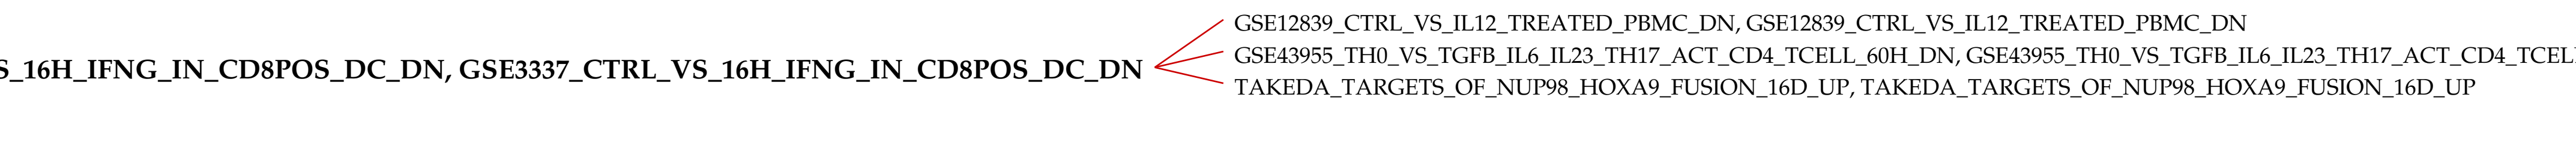 S_16H_IFNG_IN_CD8POS_DC_DN, GSE3337_CTRL_VS_16H_IFNG_IN_CD8POS_DC_DN
GSE12839_CTRL_VS_IL12_TREATED_PBMC_DN, GSE12839_CTRL_VS_IL12_TREATED_PBMC_DN
GSE43955_TH0_VS_TGFB_IL6_IL23_TH17_ACT_CD4_TCELL_60H_DN, GSE43955_TH0_VS_TGFB_IL6_IL23_TH17_ACT_CD4_TCEL
TAKEDA_TARGETS_OF_NUP98_HOXA9_FUSION_16D_UP, TAKEDA_TARGETS_OF_NUP98_HOXA9_FUSION_16D_UP